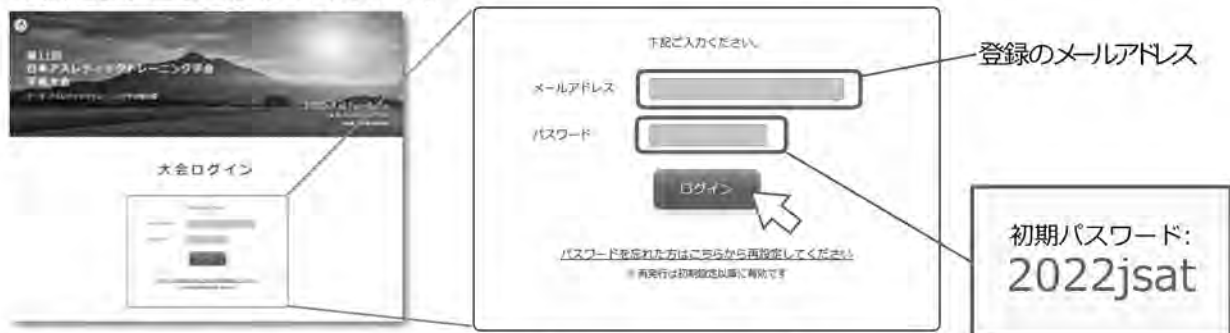 第11回
日本アスレティックトレーニング学会
学術大会
大会ログイン
下記ご入力ください。
メールアドレス
パスワード
ログイン
パスワードを忘れた方はこちらから再設定してください
※再発行は初期設定以降に有効です
登録のメールアドレス
初期パスワード:
2022jsat